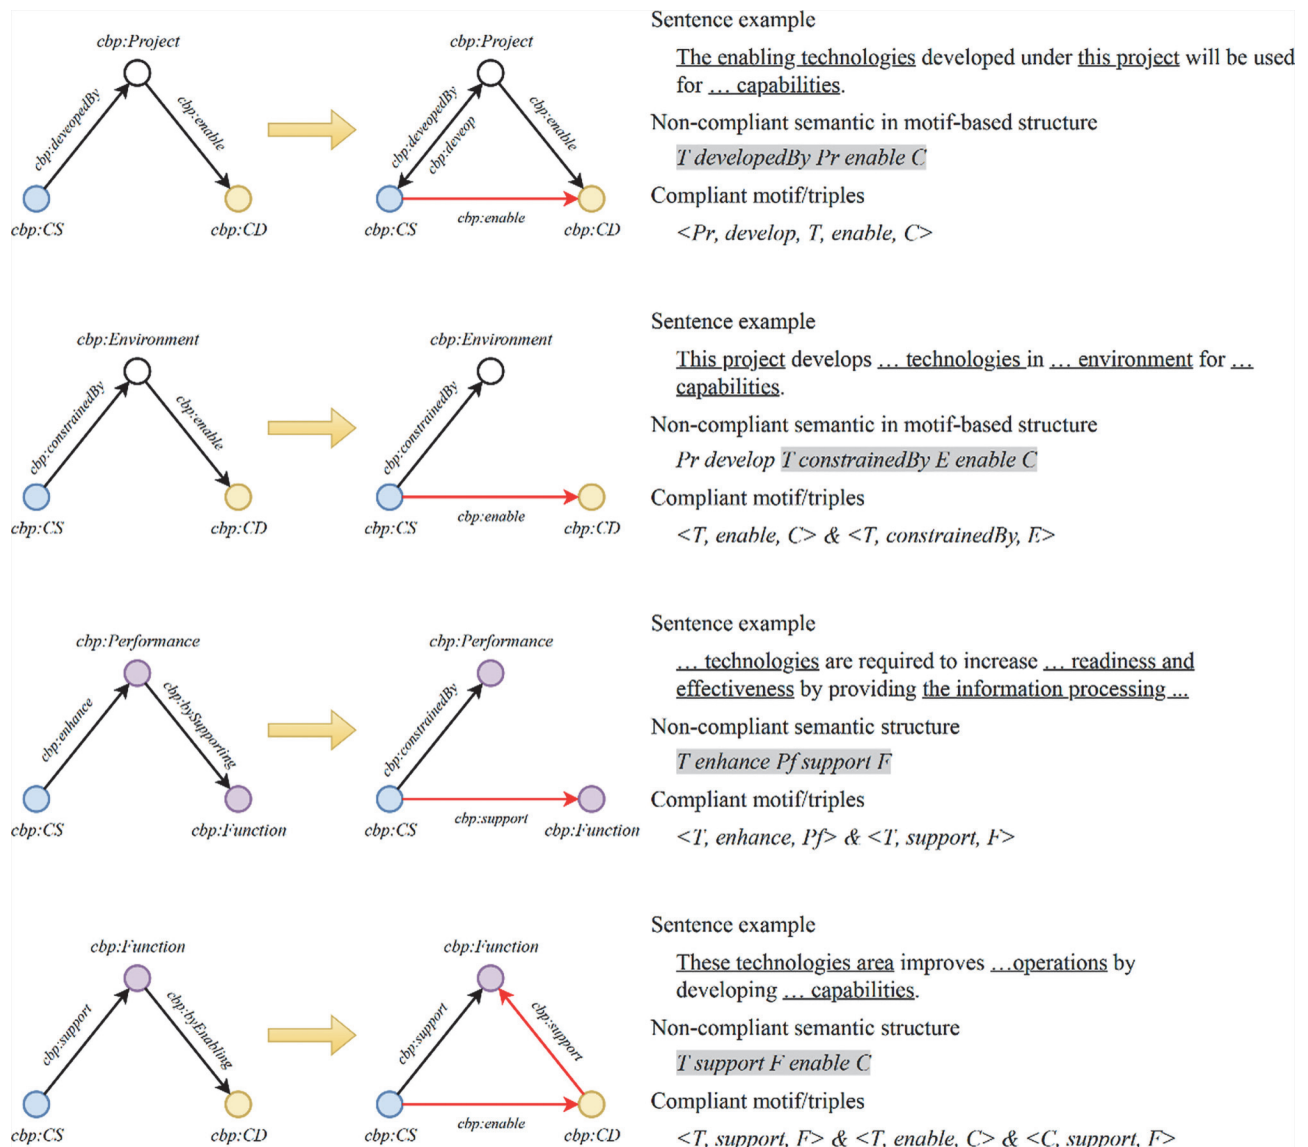 cbp:Project
cbp:deveopedBy
cbp:enable
cbp:CS
cbp:CD
cbp:Project
cbp:deveopedBy
cbp:deveop
cbp:enable
cbp:CS
cbp:enable
cbp:CD
Sentence example
The enabling technologies developed under this project will be used
for … capabilities.
Non-compliant semantic in motif-based structure
T developedBy Pr enable C
Compliant motif/triples
<Pr, develop, T, enable, C>
cbp:Environment
cbp:constrainedBy
cbp:enable
cbp:CS
cbp:CD
cbp:Environment
cbp:constrainedBy
cbp:CS
cbp:enable
cbp:CD
Sentence example
This project develops … technologies in … environment for …
capabilities.
Non-compliant semantic in motif-based structure
Pr develop T constrainedBy E enable C
Compliant motif/triples
<T, enable, C> & <T, constrainedBy, E>
cbp:Performance
cbp:enhance
cbp:bySupporting
cbp:CS
cbp:Function
cbp:Performance
cbp:constrainedBy
cbp:CS
cbp:support
cbp:Function
Sentence example
… technologies are required to increase … readiness and
effectiveness by providing the information processing ...
Non-compliant semantic structure
T enhance Pf support F
Compliant motif/triples
<T, enhance, Pf> & <T, support, F>
cbp:Function
cbp:support
cbp:byEnabling
cbp:CS
cbp:CD
cbp:Function
cbp:support
cbp:support
cbp:CS
cbp:enable
cbp:CD
Sentence example
These technologies area improves …operations by
developing … capabilities.
Non-compliant semantic structure
T support F enable C
Compliant motif/triples
<T, support, F> & <T, enable, C> & <C, support, F>